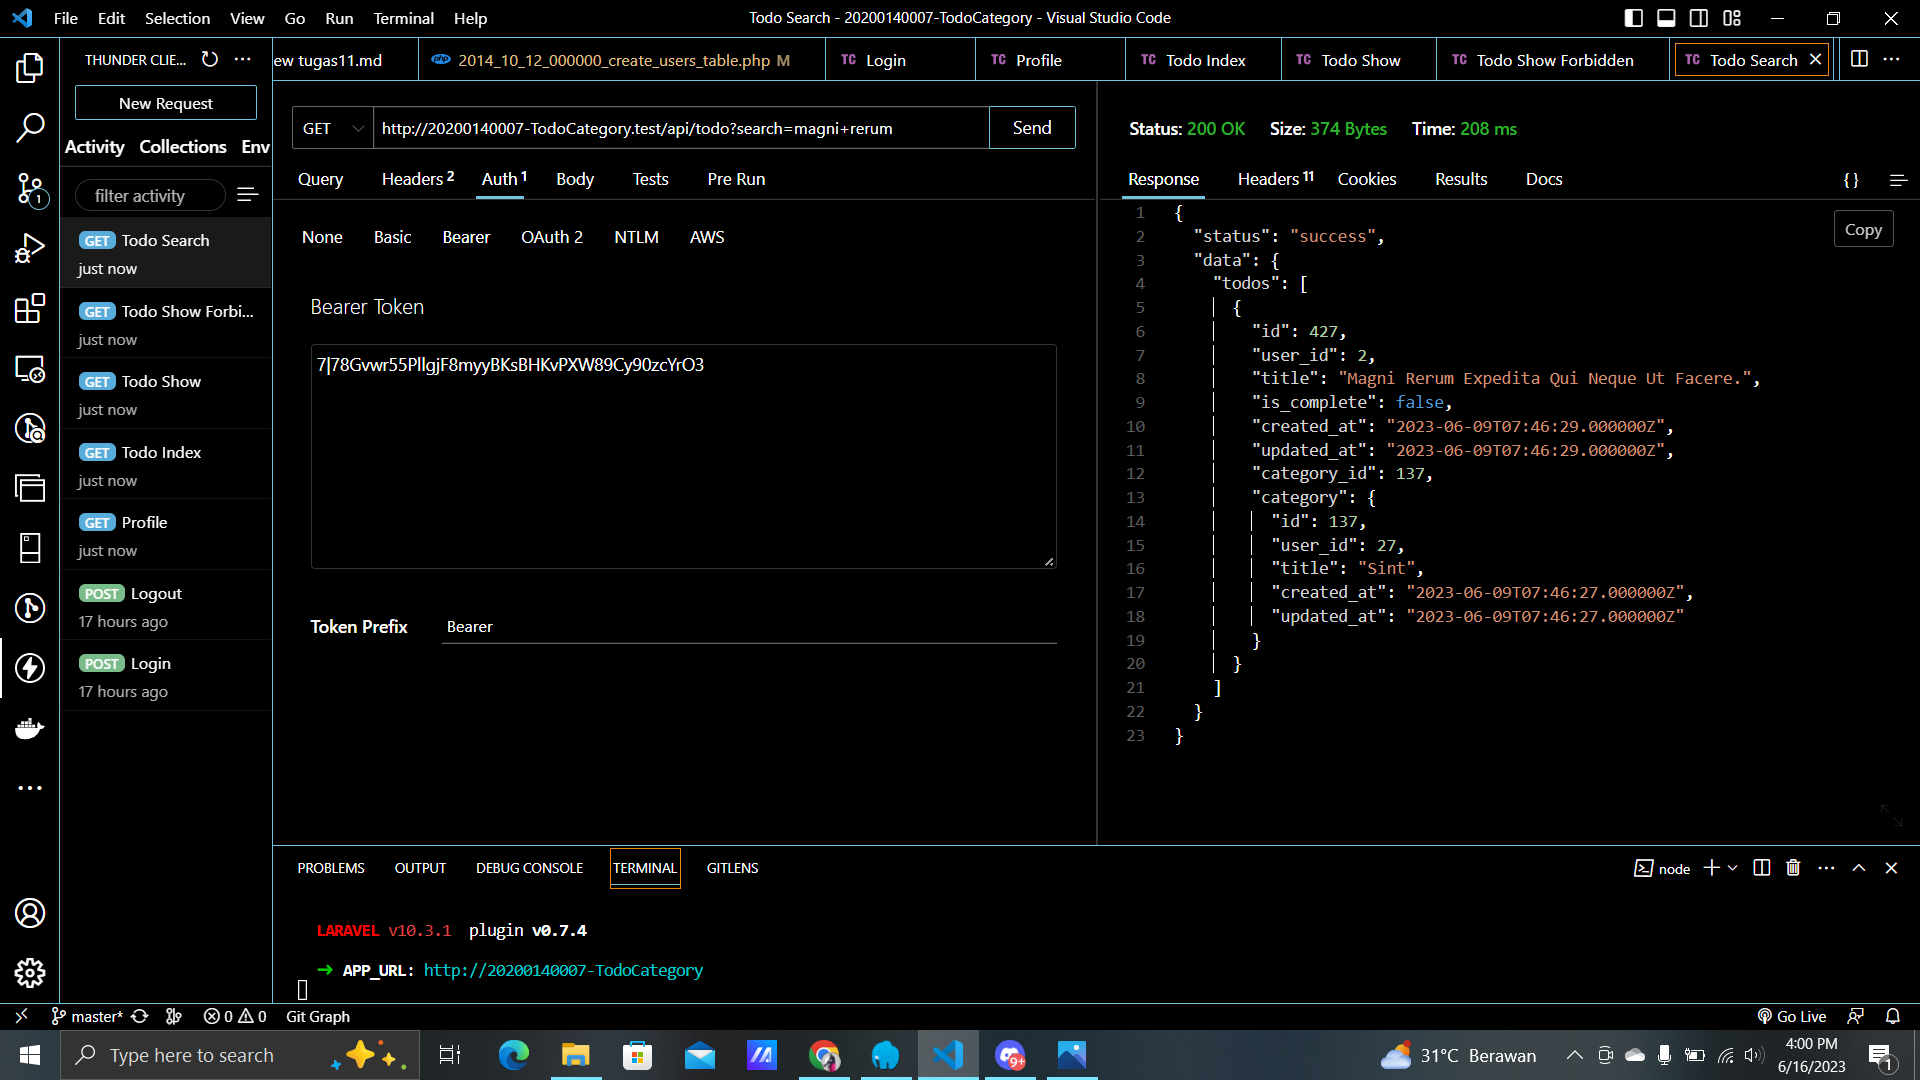 File Edit Selection View Go Run Terminal Help
Todo Search - 20200140007-TodoCategory - Visual Studio Code
THUNDER CLIE...
ew tugas11.md
php 2014_10_12_000000_create_users_table.php M
TC Login
TC Profile
TC Todo Index
TC Todo Show
TC Todo Show Forbidden
TC Todo Search
New Request
Activity Collections Env
filter activity
GET Todo Search
just now
GET Todo Show Forbi...
just now
GET Todo Show
just now
GET Todo Index
just now
GET Profile
just now
POST Logout
17 hours ago
POST Login
17 hours ago
1
GET http://20200140007-TodoCategory.test/api/todo?search=magni+rerum Send
Query Headers 2 Auth 1 Body Tests Pre Run
None Basic Bearer OAuth 2 NTLM AWS
Bearer Token
7|78Gvwr55PllgjF8myyBKsBHKvPXW89Cy90zcYrO3
Token Prefix Bearer
Status: 200 OK Size: 374 Bytes Time: 208 ms
Response Headers 11 Cookies Results Docs {}
Copy
1 {
2 "status": "success",
3 "data": {
4 "todos": [
5 {
6 "id": 427,
7 "user_id": 2,
8 "title": "Magni Rerum Expedita Qui Neque Ut Facere.",
9 "is_complete": false,
10 "created_at": "2023-06-09T07:46:29.000000Z",
11 "updated_at": "2023-06-09T07:46:29.000000Z",
12 "category_id": 137,
13 "category": {
14 "id": 137,
15 "user_id": 27,
16 "title": "Sint",
17 "created_at": "2023-06-09T07:46:27.000000Z",
18 "updated_at": "2023-06-09T07:46:27.000000Z"
19 }
20 }
21 ]
22 }
23 }
PROBLEMS OUTPUT DEBUG CONSOLE TERMINAL GITLENS
node
LARAVEL v10.3.1 plugin v0.7.4
➜ APP_URL: http://20200140007-TodoCategory
master* 0 0 Git Graph
Go Live
Type here to search
9+
31°C Berawan
4:00 PM
6/16/2023
1